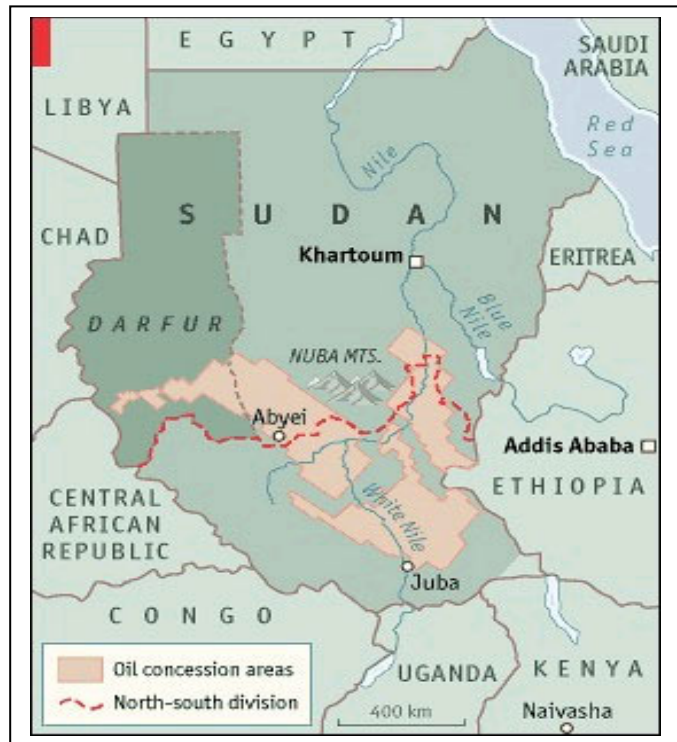 EGYPT
SAUDI
ARABIA
LIBYA
Red
Sea
Nile
SUDAN
CHAD
Khartoum
ERITREA
Blue
Nile
DARFUR
NUBA MTS.
Abyei
Addis Ababa
ETHIOPIA
CENTRAL
AFRICAN
REPUBLIC
White Nile
Juba
CONGO
Oil concession areas
North-south division
UGANDA
KENYA
400 km
Naivasha